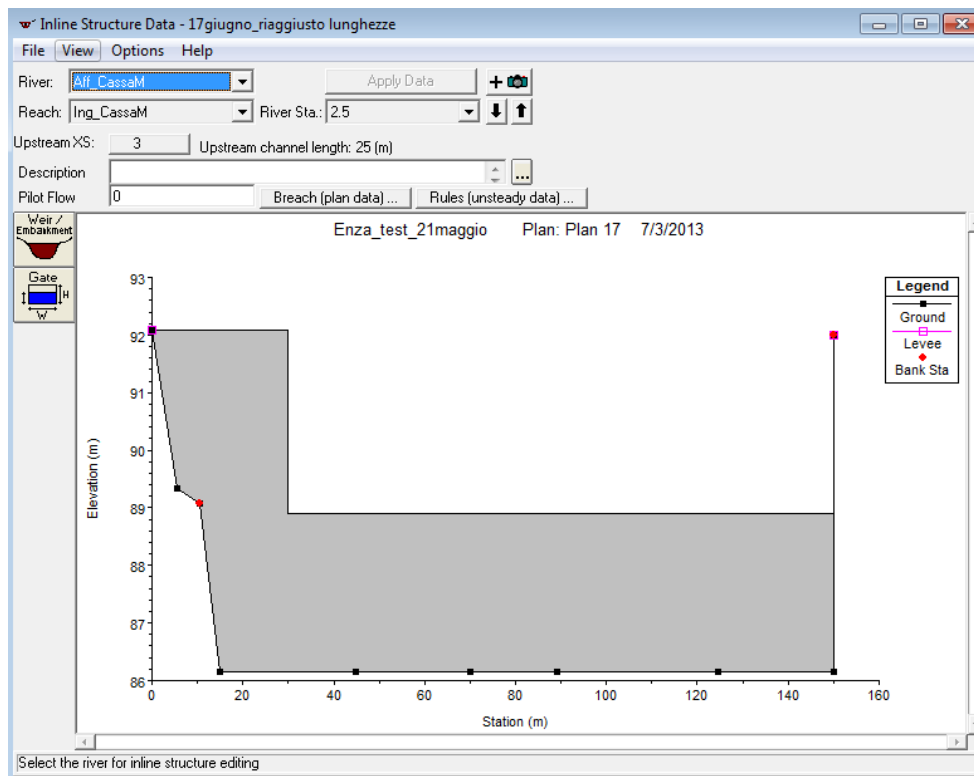 Inline Structure Data - 17giugno_riaggiusto lunghezze
File View Options Help
River: Aff_CassaM Apply Data
Reach: Ing_CassaM River Sta.: 2.5
Upstream XS: 3 Upstream channel length: 25 (m)
Description ...
Pilot Flow 0 Breach (plan data) ... Rules (unsteady data) ...
Weir / Embankment
Gate
H
W
Enza_test_21maggio Plan: Plan 17 7/3/2013
93
92
91
90
89
88
87
86
Elevation (m)
0 20 40 60 80 100 120 140 160
Station (m)
Legend
Ground
Levee
Bank Sta
Select the river for inline structure editing